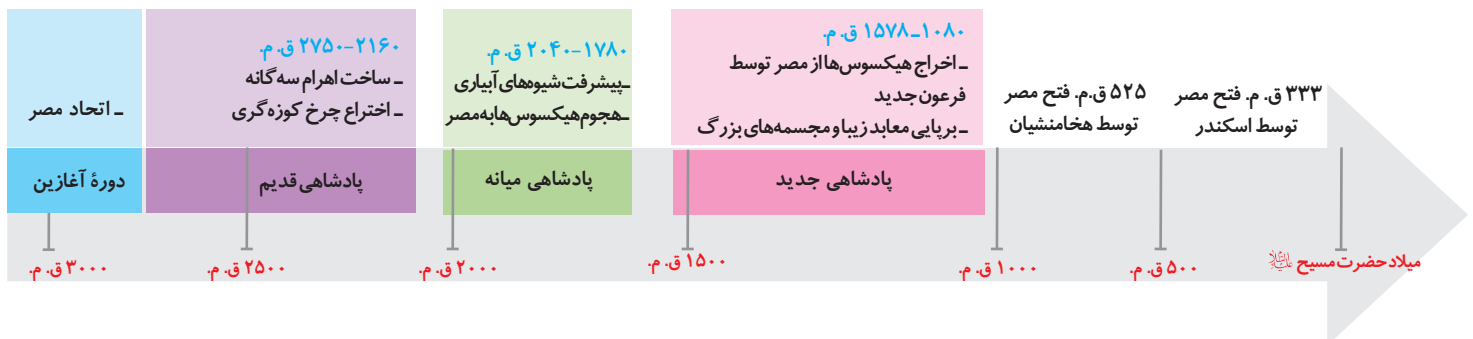 ـ اتحاد مصر
دورهٔ آغازین
۲۱۶۰–۲۷۵۰ ق. م.
ـ ساخت اهرام سه گانه
ـ اختراع چرخ کوزه گری
پادشاهی قدیم
۱۷۸۰–۲۰۴۰ ق. م.
ـ پیشرفت شیوه‌های آبیاری
ـ هجوم هیکسوس ها به مصر
پادشاهی میانه
۱۰۸۰ـ۱۵۷۸ ق. م.
ـ اخراج هیکسوس ها از مصر توسط
فرعون جدید
ـ برپایی معابد زیبا و مجسمه‌های بزرگ
پادشاهی جدید
۵۲۵ ق.م. فتح مصر
توسط هخامنشیان
۳۳۳ ق. م. فتح مصر
توسط اسکندر
۳۰۰۰ ق. م.
۲۵۰۰ ق. م.
۲۰۰۰ ق. م.
۱۵۰۰ ق. م.
۱۰۰۰ ق. م.
۵۰۰ ق. م.
میلاد حضرت مسیح علیه‌السلام